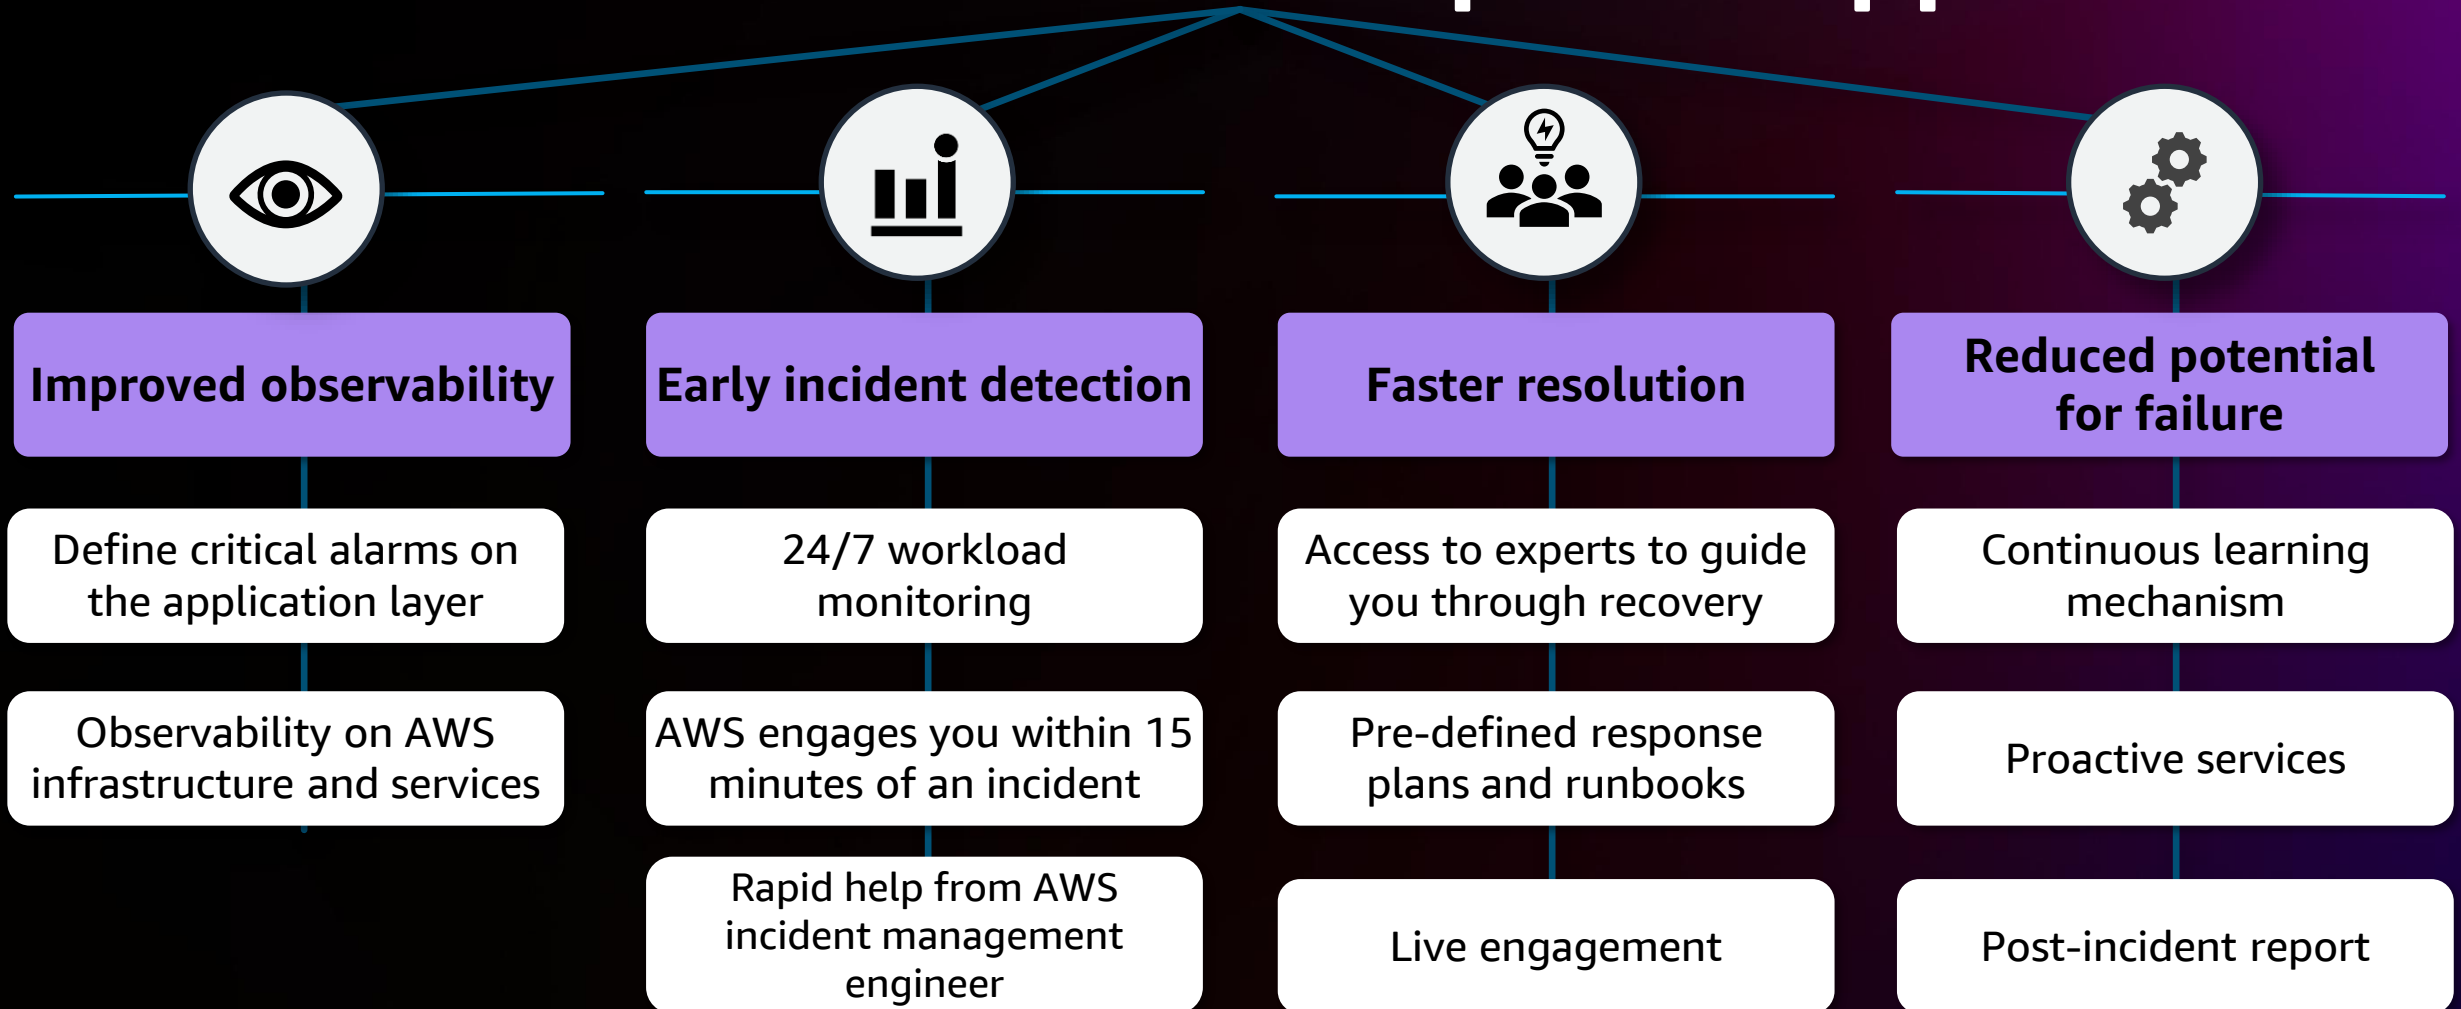 Improved observability
Define critical alarms on
the application layer
Observability on AWS
infrastructure and services
Early incident detection
24/7 workload
monitoring
AWS engages you within 15
minutes of an incident
Rapid help from AWS
incident management
engineer
Faster resolution
Access to experts to guide
you through recovery
Pre-defined response
plans and runbooks
Live engagement
Reduced potential
for failure
Continuous learning
mechanism
Proactive services
Post-incident report